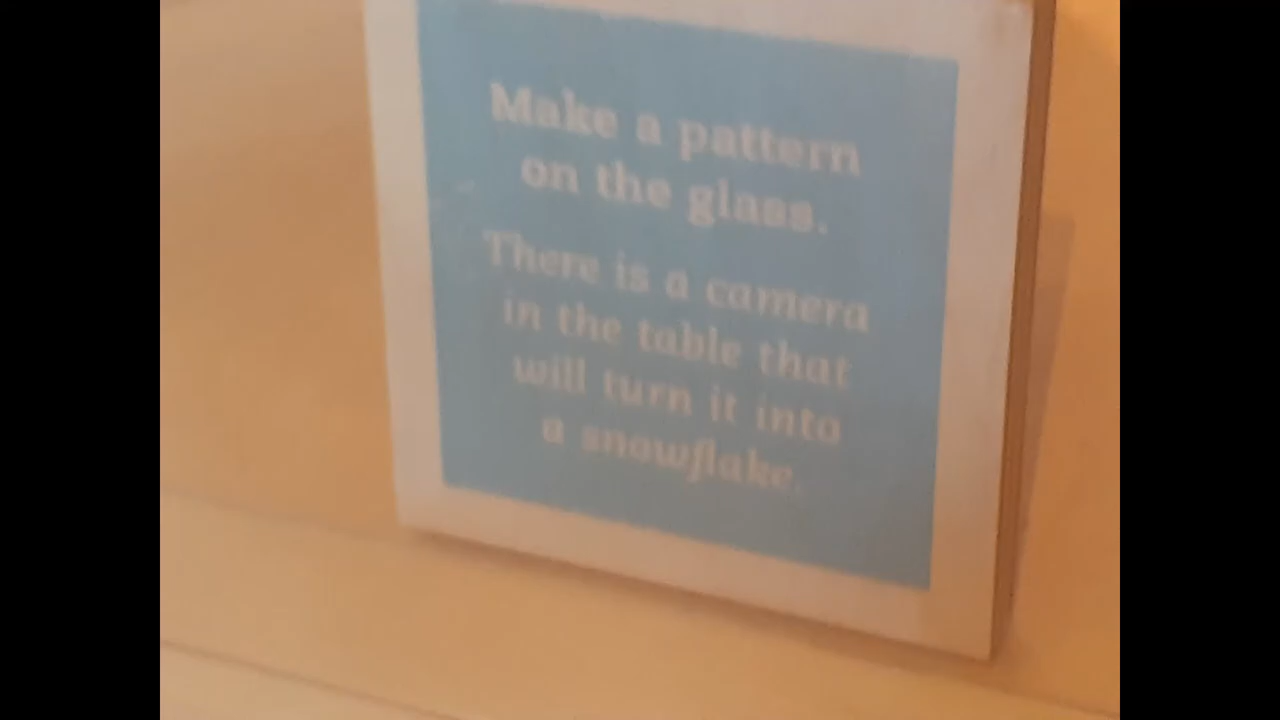 Make a pattern
on the glass.
There is a camera
in the table that
will turn it into
a snowflake.